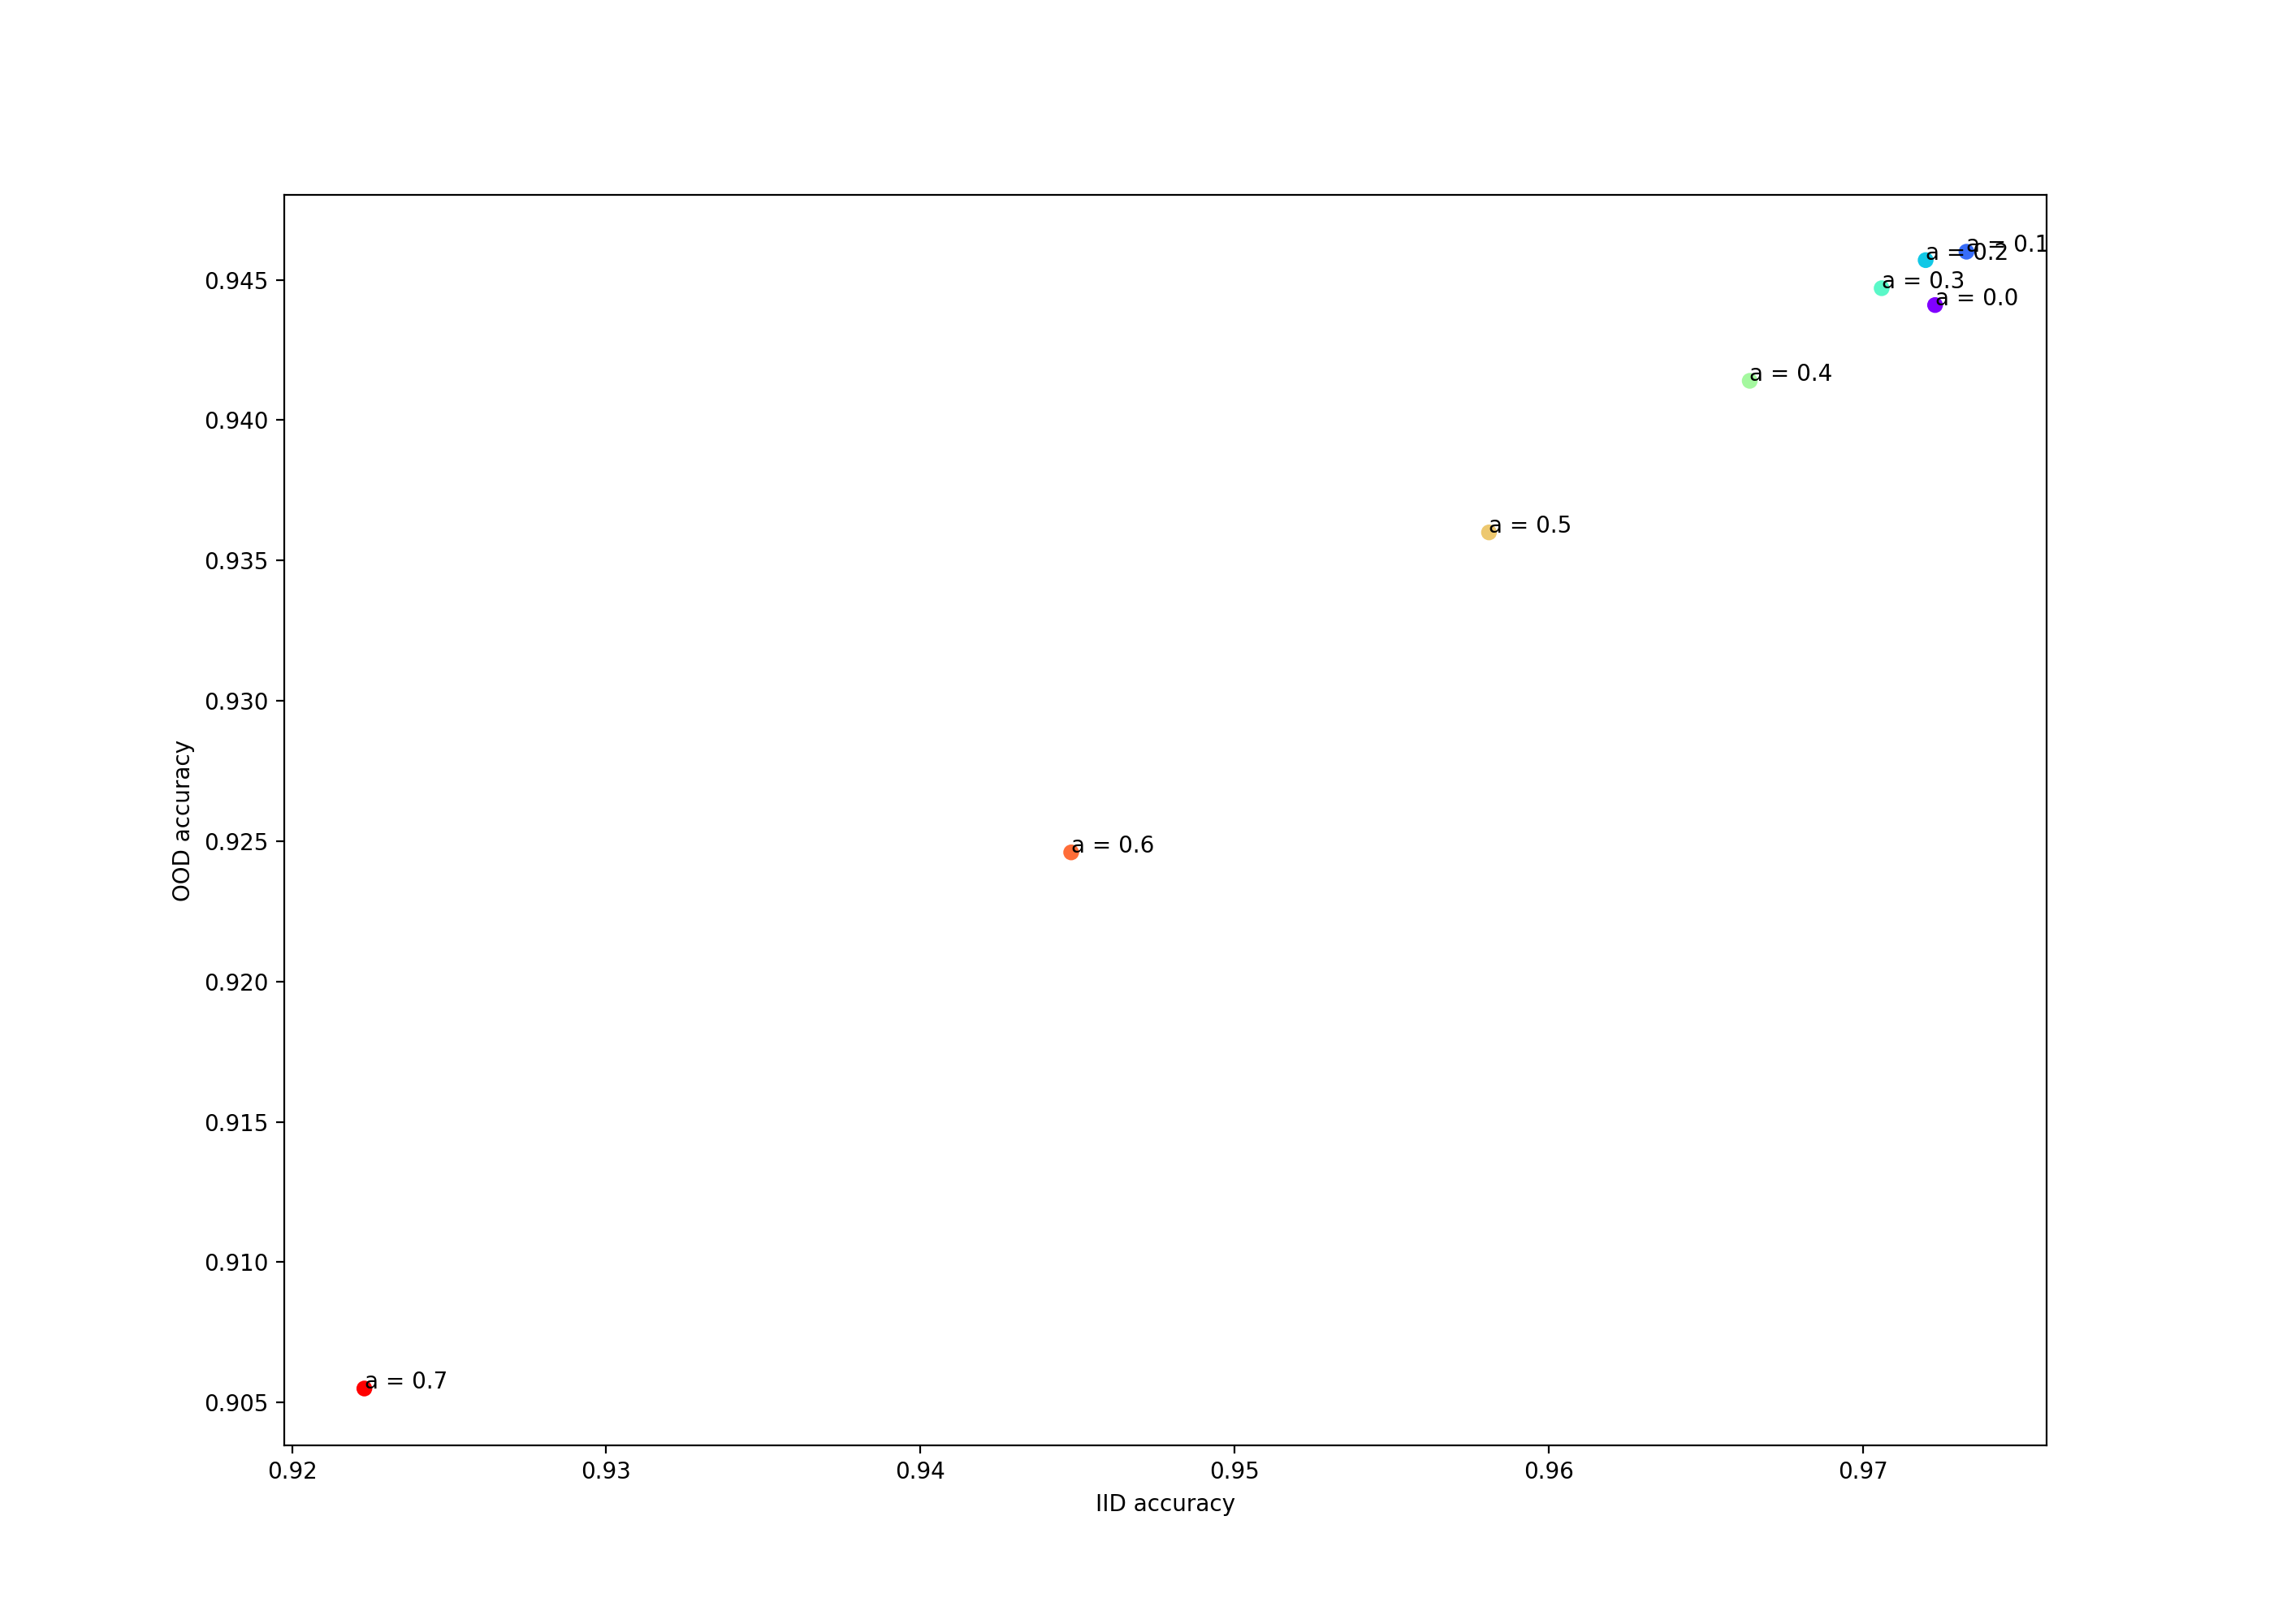 a = 0.1
a = 0.2
0.945
a = 0.3
a = 0.0
a = 0.4
0.940
a = 0.5
0.935
0.930
a = 0.6
0.925
OOD accuracy
0.920
0.915
0.910
a = 0.7
0.905
0.92 0.93 0.94 0.95 0.96 0.97
IID accuracy